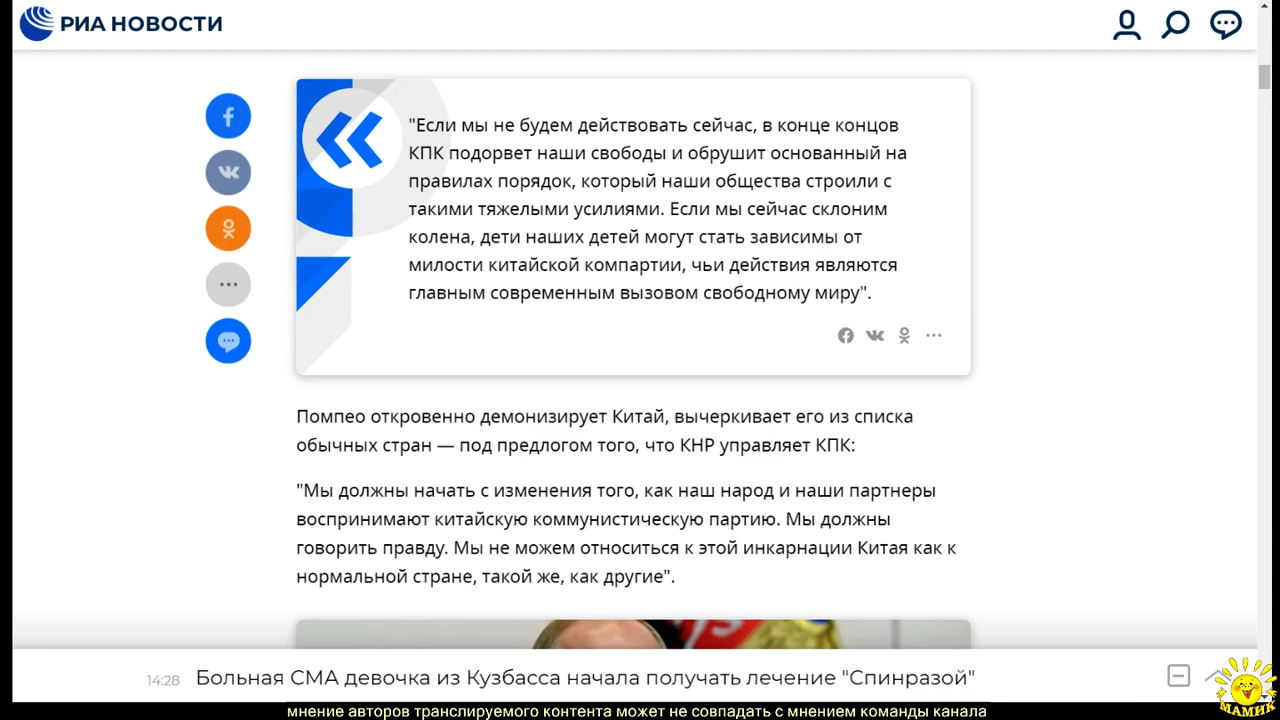 РИА НОВОСТИ
"Если мы не будем действовать сейчас, в конце концов
КПК подорвет наши свободы и обрушит основанный на
правилах порядок, который наши общества строили с
такими тяжелыми усилиями. Если мы сейчас склоним
колена, дети наших детей могут стать зависимы от
милости китайской компартии, чьи действия являются
главным современным вызовом свободному миру".
Помпео откровенно демонизирует Китай, вычеркивает его из списка
обычных стран — под предлогом того, что КНР управляет КПК:
"Мы должны начать с изменения того, как наш народ и наши партнеры
воспринимают китайскую коммунистическую партию. Мы должны
говорить правду. Мы не можем относиться к этой инкарнации Китая как к
нормальной стране, такой же, как другие".
14:28 Больная СМА девочка из Кузбасса начала получать лечение "Спинразой"
МАМИК
мнение авторов транслируемого контента может не совпадать с мнением команды канала